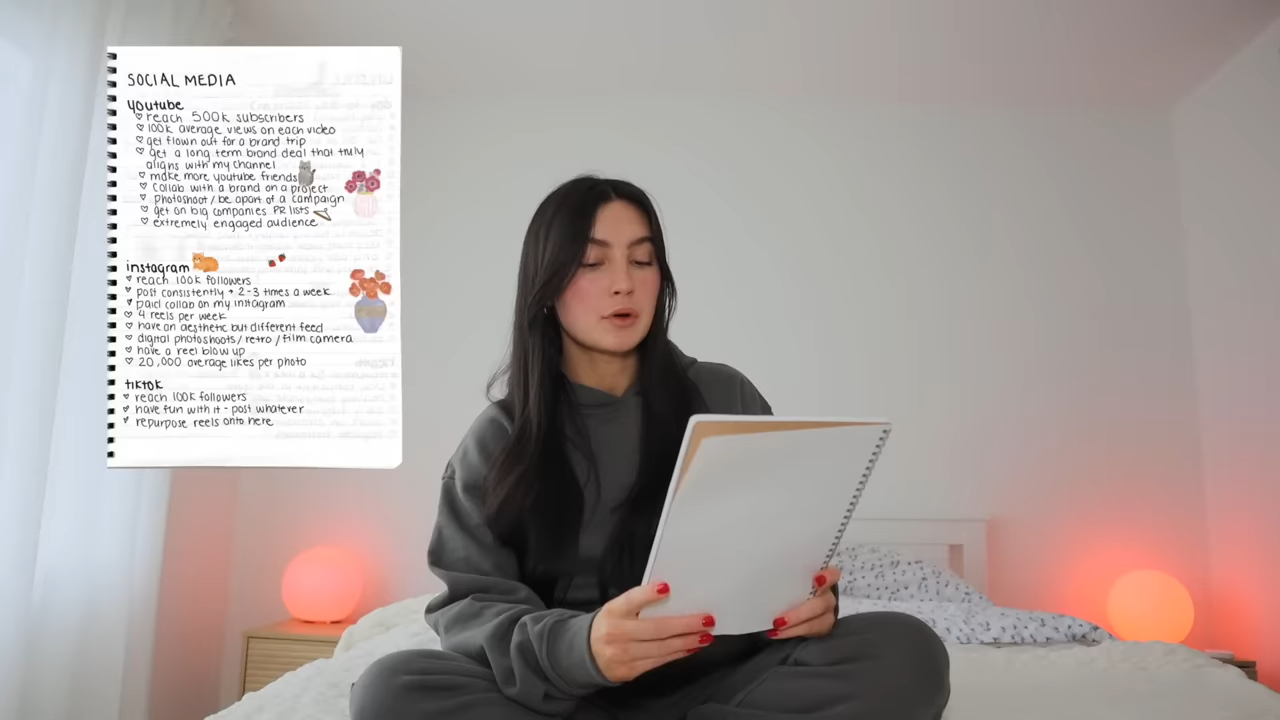 SOCIAL MEDIA
youtube
reach 500k subscribers
100k average views on each video
get flown out for a brand trip
get a long term brand deal that truly
aligns with my channel
make more youtube friends
collab with a brand on a project
photoshoot / be apart of a campaign
get on big companies PR lists
extremely engaged audience
instagram
reach 100k followers
post consistently + 2-3 times a week
paid collab on my instagram
4 reels per week
have an aesthetic but different feed
digital photoshoots / retro / film camera
have a reel blow up
20,000 average likes per photo
tiktok
reach 100k followers
have fun with it - post whatever
repurpose reels onto here